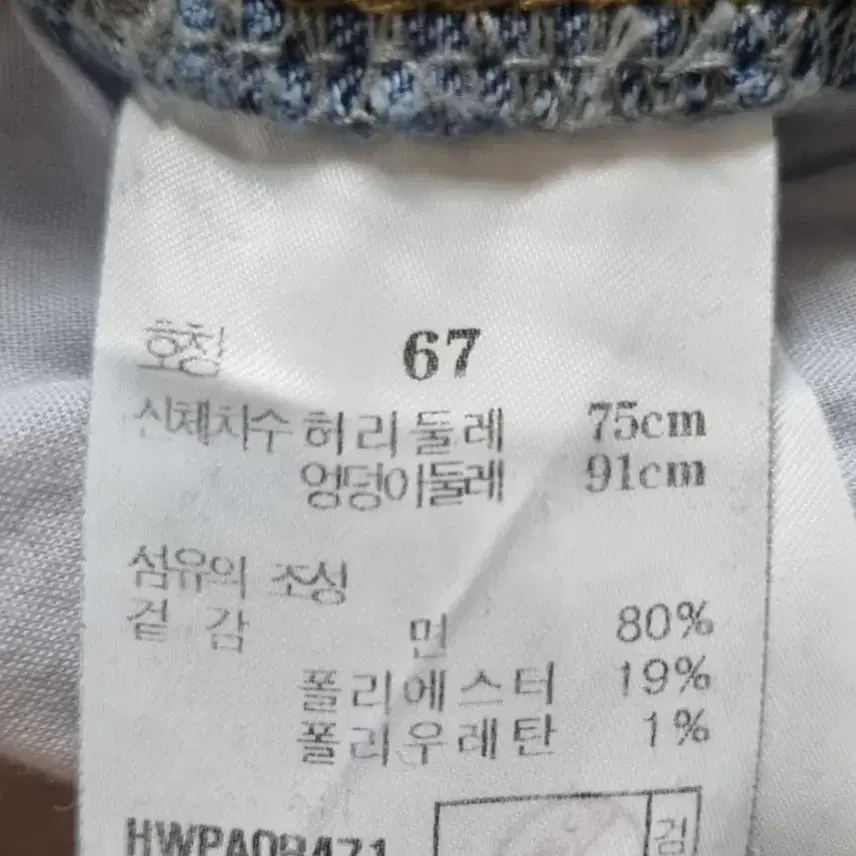 호칭 67
신체치수 허리둘레 75cm
엉덩이둘레 91cm
섬유의 조성
겉 감 면 80%
폴리에스터 19%
폴리우레탄 1%